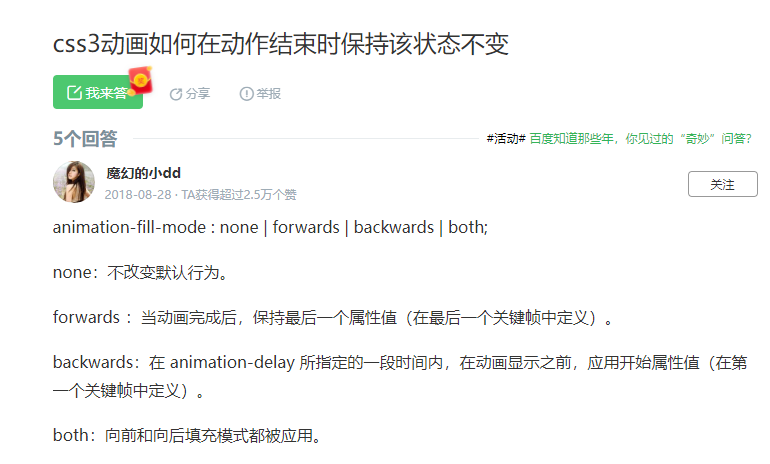 css3动画如何在动作结束时保持该状态不变
我来答
分享
举报
5个回答
#活动# 百度知道那些年，你见过的“奇妙”问答？
魔幻的小dd
2018-08-28 · TA获得超过2.5万个赞
关注
animation-fill-mode : none | forwards | backwards | both;
none：不改变默认行为。
forwards ：当动画完成后，保持最后一个属性值（在最后一个关键帧中定义）。
backwards：在 animation-delay 所指定的一段时间内，在动画显示之前，应用开始属性值（在第
一个关键帧中定义）。
both：向前和向后填充模式都被应用。